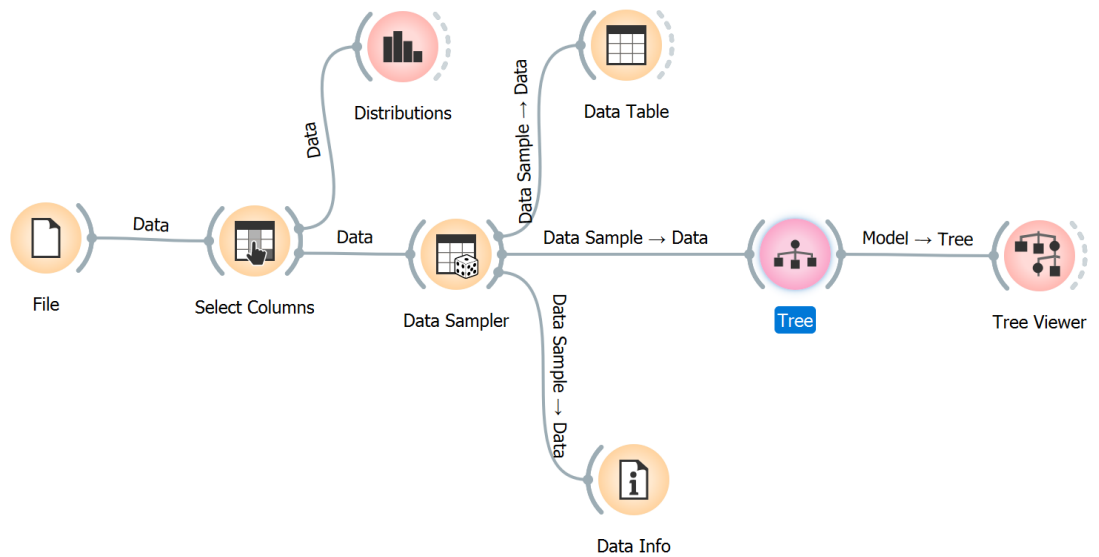 Distributions
Data Table
Data
Data Sample → Data
File
Data
Select Columns
Data
Data Sampler
Data Sample → Data
Tree
Model → Tree
Tree Viewer
Data Sample → Data
Data Info